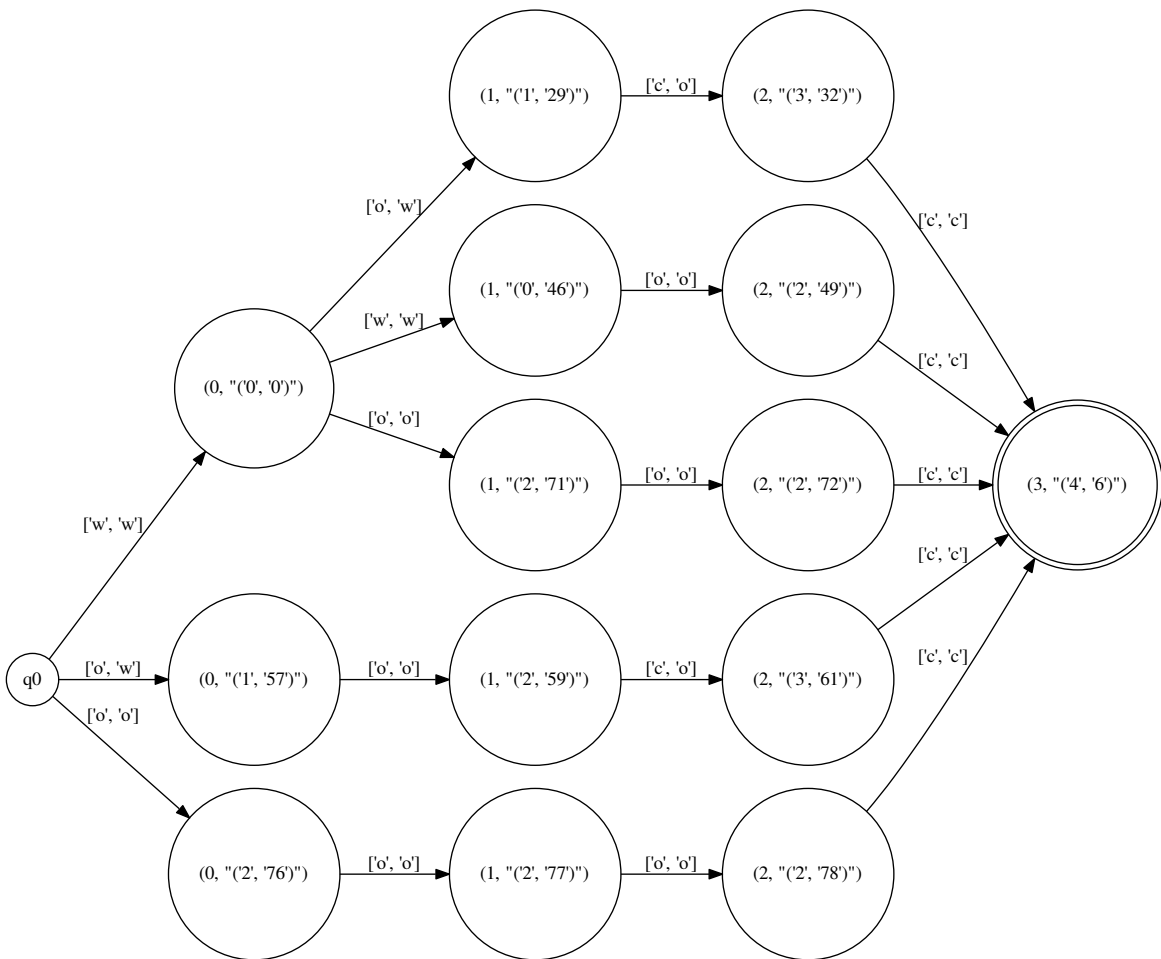 (1, "('1', '29')")
['c', 'o']
(2, "('3', '32')")
['o', 'w']
['c', 'c']
(1, "('0', '46')")
['o', 'o']
(2, "('2', '49')")
['w', 'w']
['c', 'c']
(0, "('0', '0')")
['o', 'o']
(1, "('2', '71')")
['o', 'o']
(2, "('2', '72')")
['c', 'c']
(3, "('4', '6')")
['w', 'w']
['c', 'c']
q0
['o', 'w']
(0, "('1', '57')")
['o', 'o']
(1, "('2', '59')")
['c', 'o']
(2, "('3', '61')")
['c', 'c']
['o', 'o']
(0, "('2', '76')")
['o', 'o']
(1, "('2', '77')")
['o', 'o']
(2, "('2', '78')")